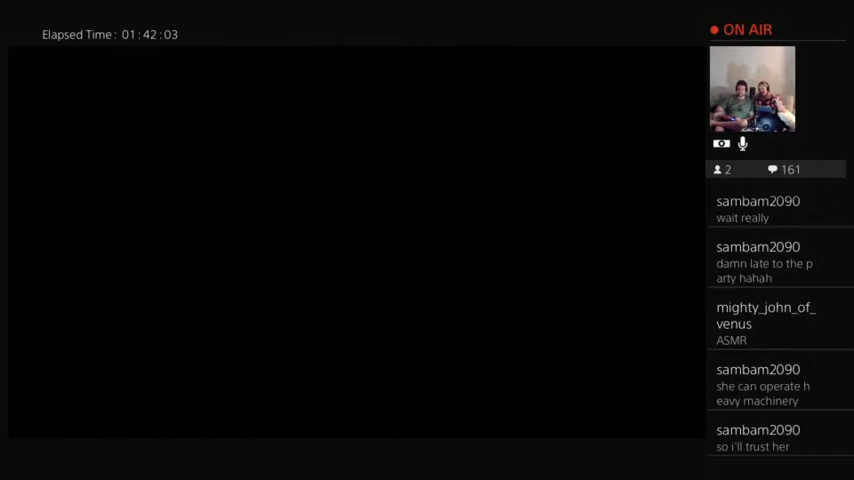 Elapsed Time: 01:42:03
ON AIR
2
161
sambam2090
wait really
sambam2090
damn late to the p
arty hahah
mighty_john_of_
venus
ASMR
sambam2090
she can operate h
eavy machinery
sambam2090
so i'll trust her